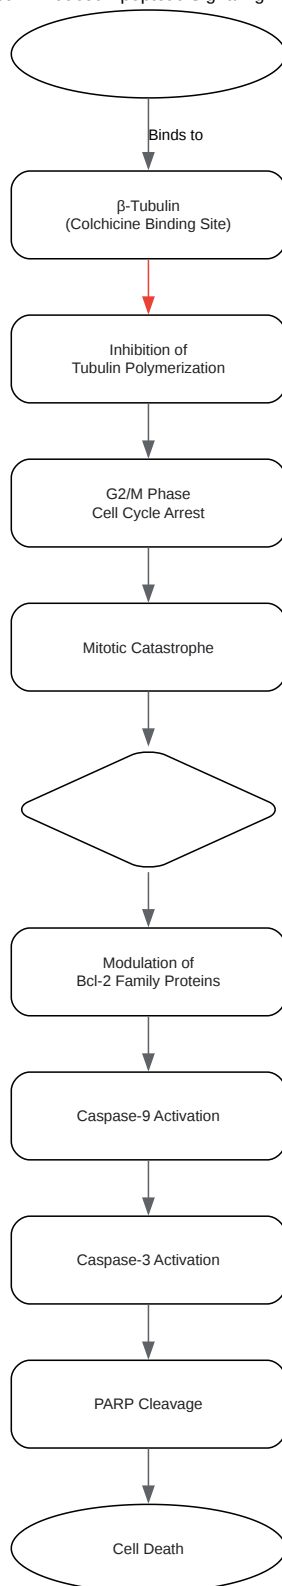 Binds to
β-Tubulin
(Colchicine Binding Site)
Inhibition of
Tubulin Polymerization
G2/M Phase
Cell Cycle Arrest
Mitotic Catastrophe
Modulation of
Bcl-2 Family Proteins
Caspase-9 Activation
Caspase-3 Activation
PARP Cleavage
Cell Death